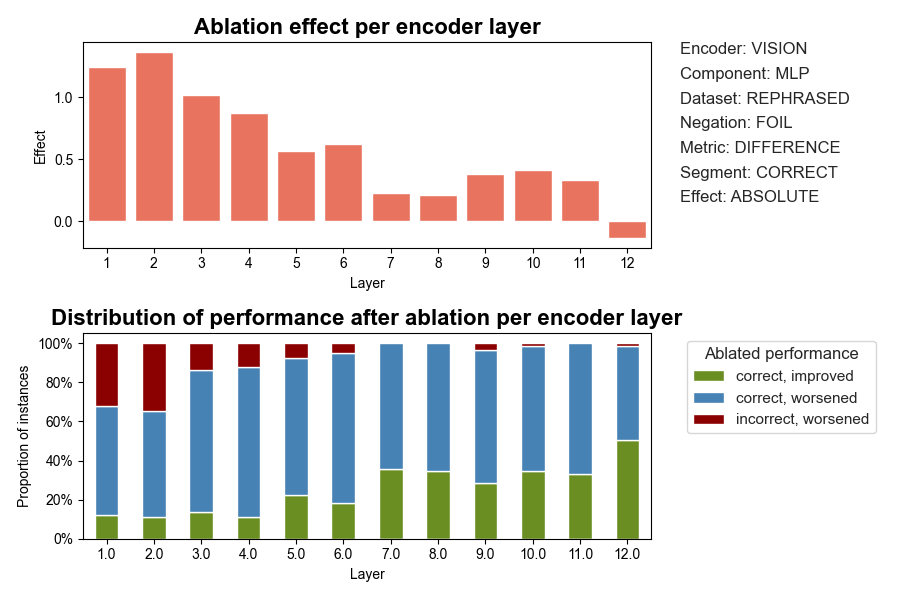 Ablation effect per encoder layer
Effect
1.0
0.5
0.0
1 2 3 4 5 6 7 8 9 10 11 12
Layer
Encoder: VISION
Component: MLP
Dataset: REPHRASED
Negation: FOIL
Metric: DIFFERENCE
Segment: CORRECT
Effect: ABSOLUTE
Distribution of performance after ablation per encoder layer
Proportion of instances
100%
80%
60%
40%
20%
0%
1.0 2.0 3.0 4.0 5.0 6.0 7.0 8.0 9.0 10.0 11.0 12.0
Layer
Ablated performance
correct, improved
correct, worsened
incorrect, worsened